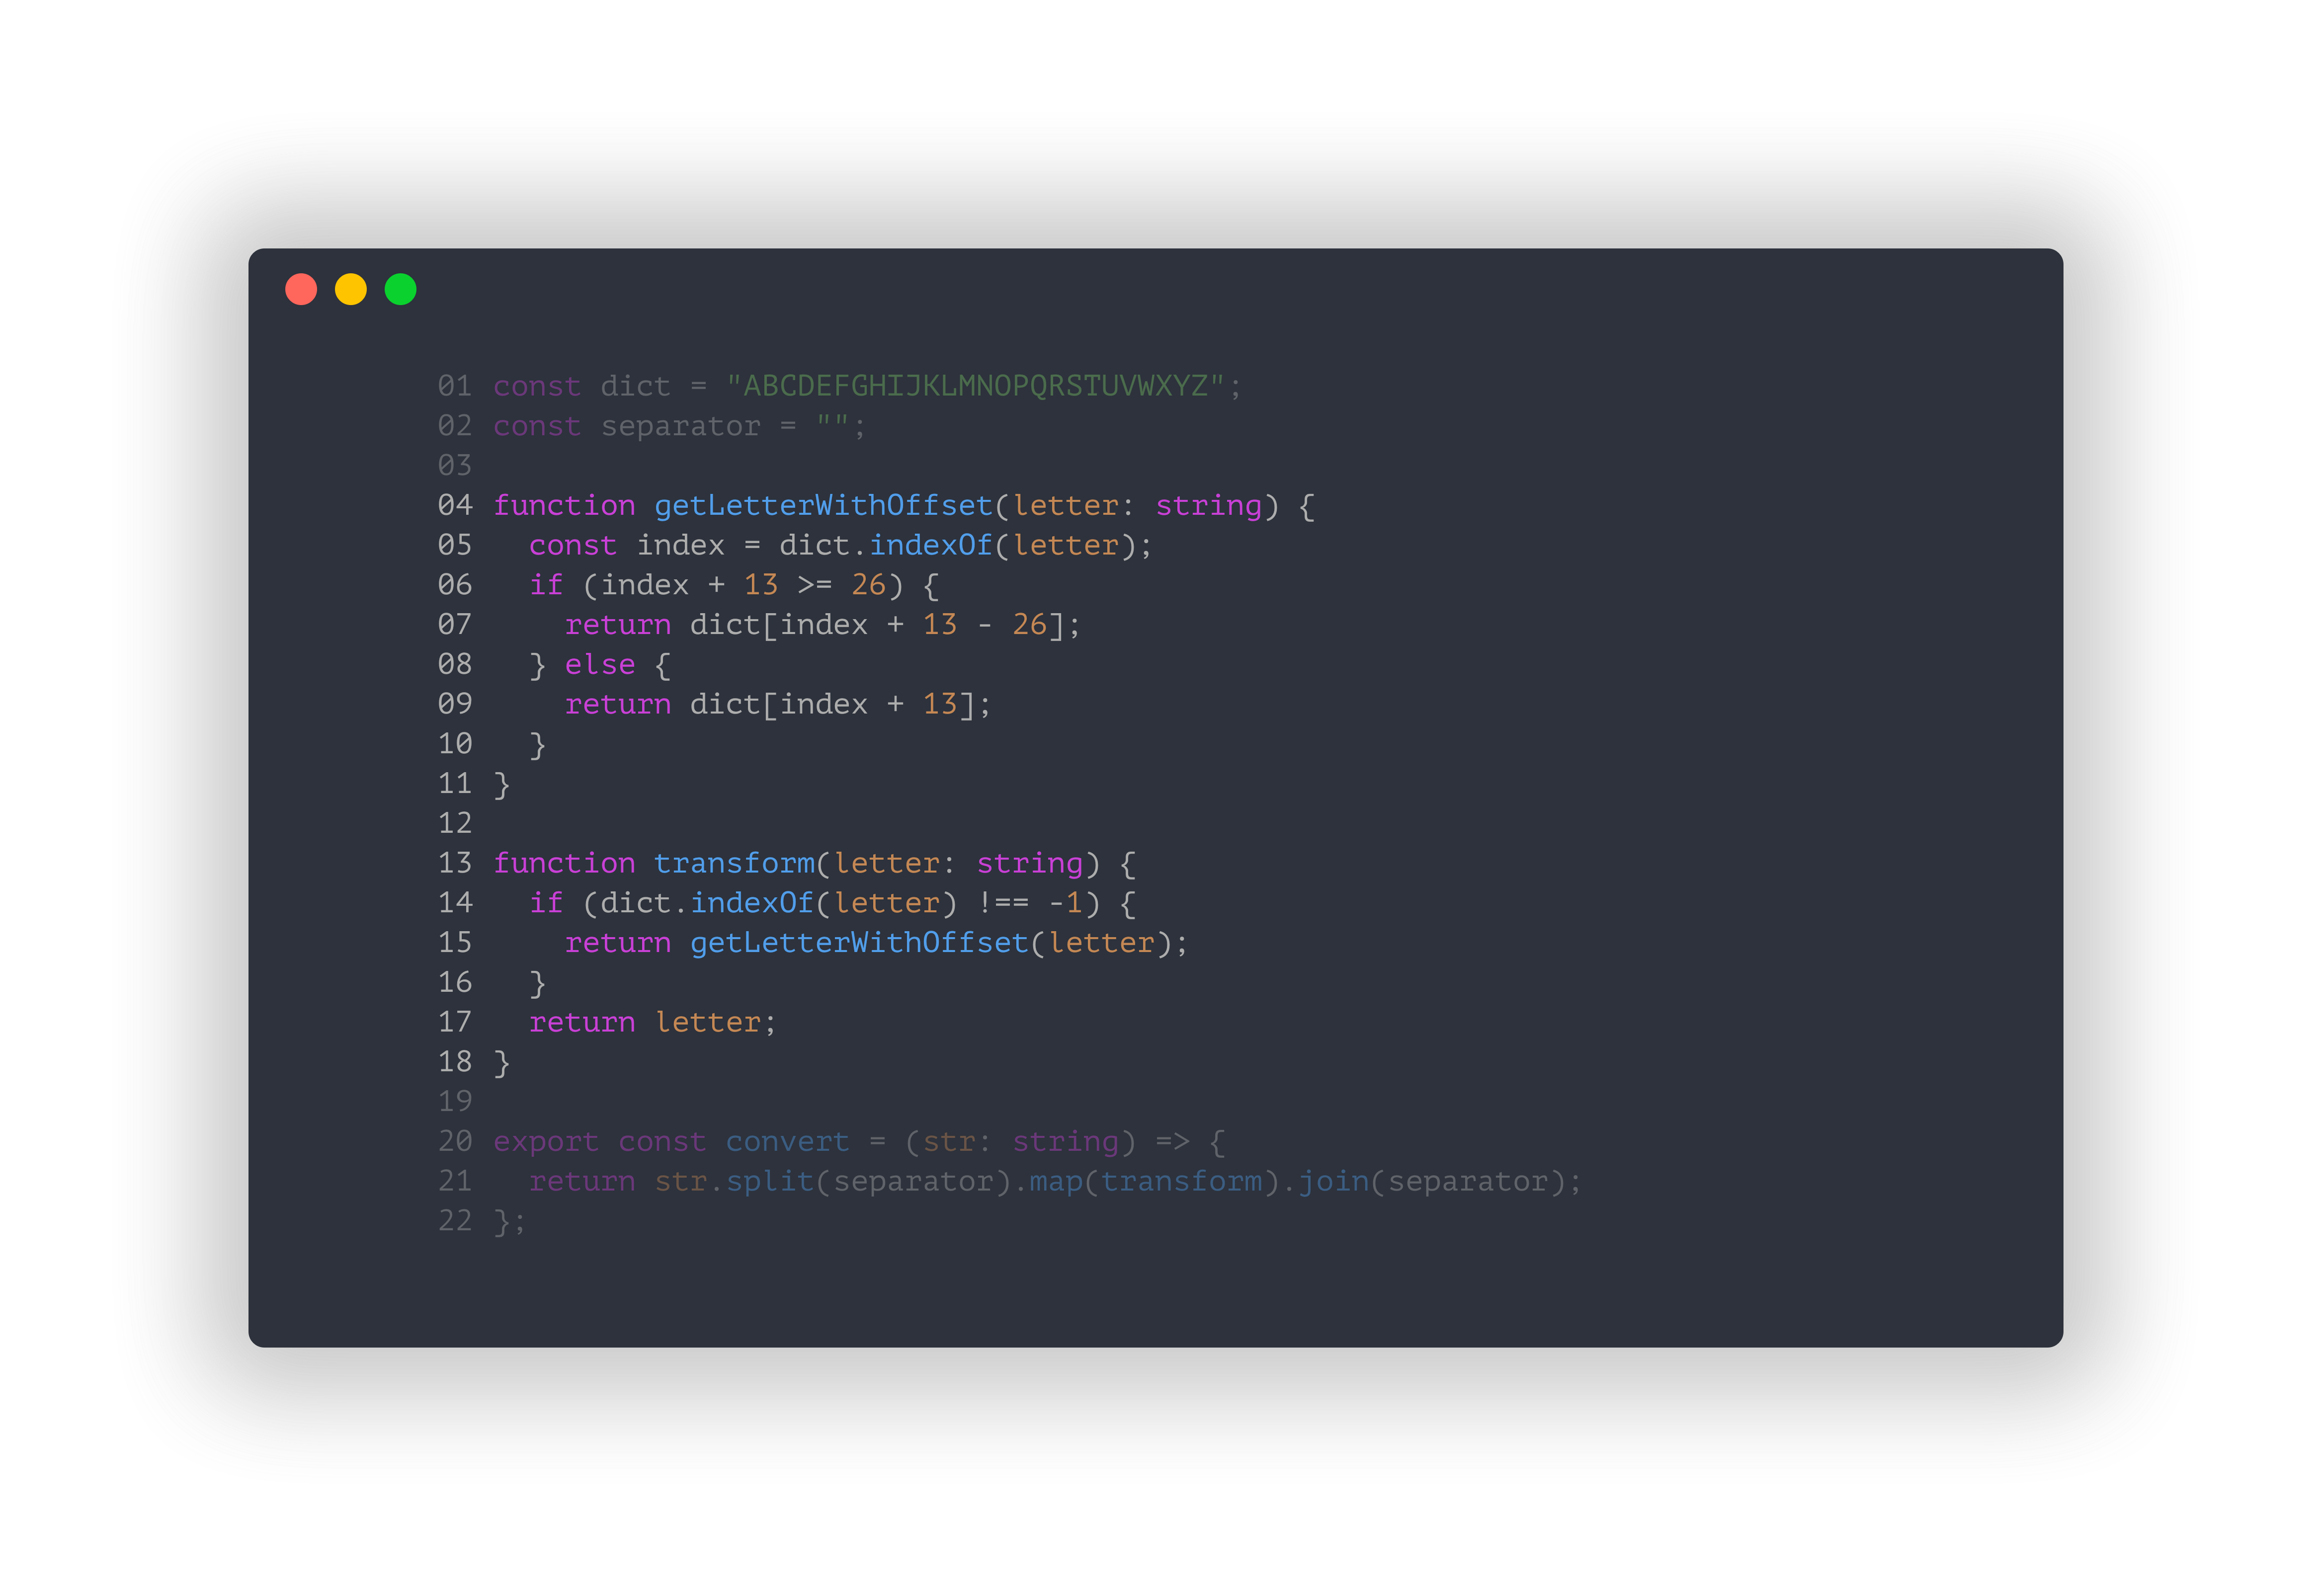 01 const dict = "ABCDEFGHIJKLMNOPQRSTUVWXYZ";
02 const separator = "";
03
04 function getLetterWithOffset(letter: string) {
05   const index = dict.indexOf(letter);
06   if (index + 13 >= 26) {
07     return dict[index + 13 - 26];
08   } else {
09     return dict[index + 13];
10   }
11 }
12
13 function transform(letter: string) {
14   if (dict.indexOf(letter) !== -1) {
15     return getLetterWithOffset(letter);
16   }
17   return letter;
18 }
19
20 export const convert = (str: string) => {
21   return str.split(separator).map(transform).join(separator);
22 };